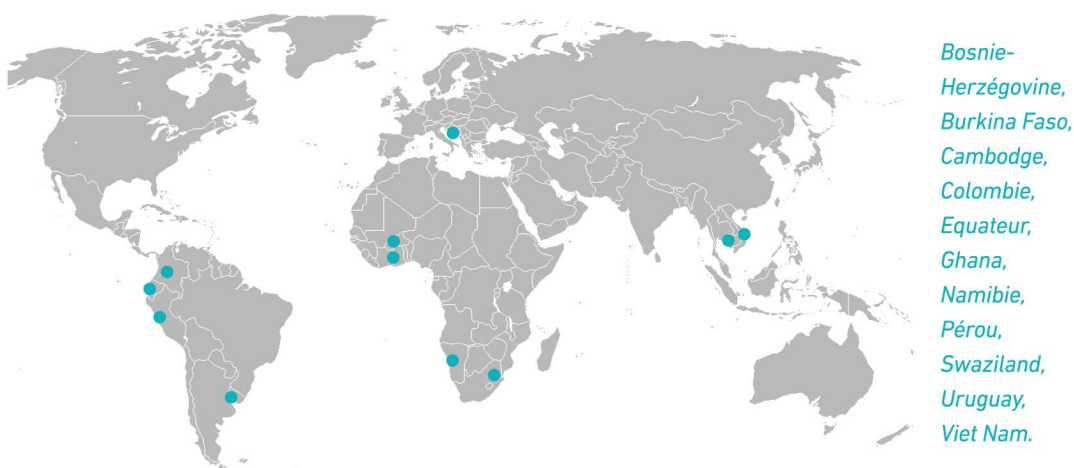 Bosnie-
Herzégovine,
Burkina Faso,
Cambodge,
Colombie,
Equateur,
Ghana,
Namibie,
Pérou,
Swaziland,
Uruguay,
Viet Nam.